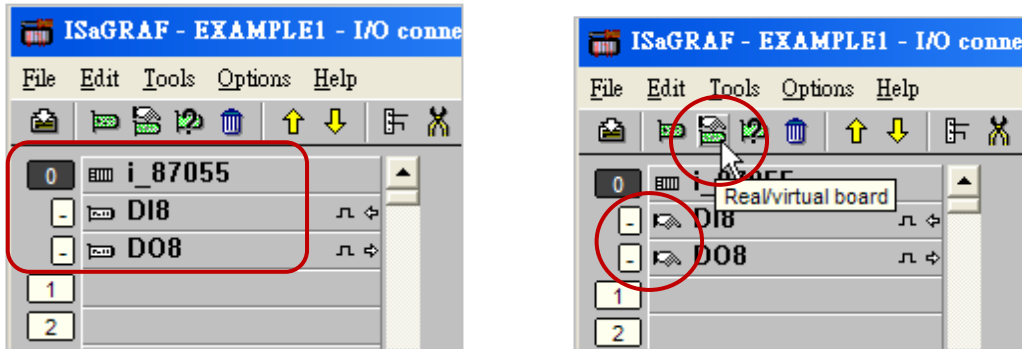 ISaGRAF - EXAMPLE1 - I/O conne
File Edit Tools Options Help
0 i_87055
- DI8
- DO8
1
2
ISaGRAF - EXAMPLE1 - I/O conne
File Edit Tools Options Help
0 i_87055
Real/virtual board
- DI8
- DO8
1
2